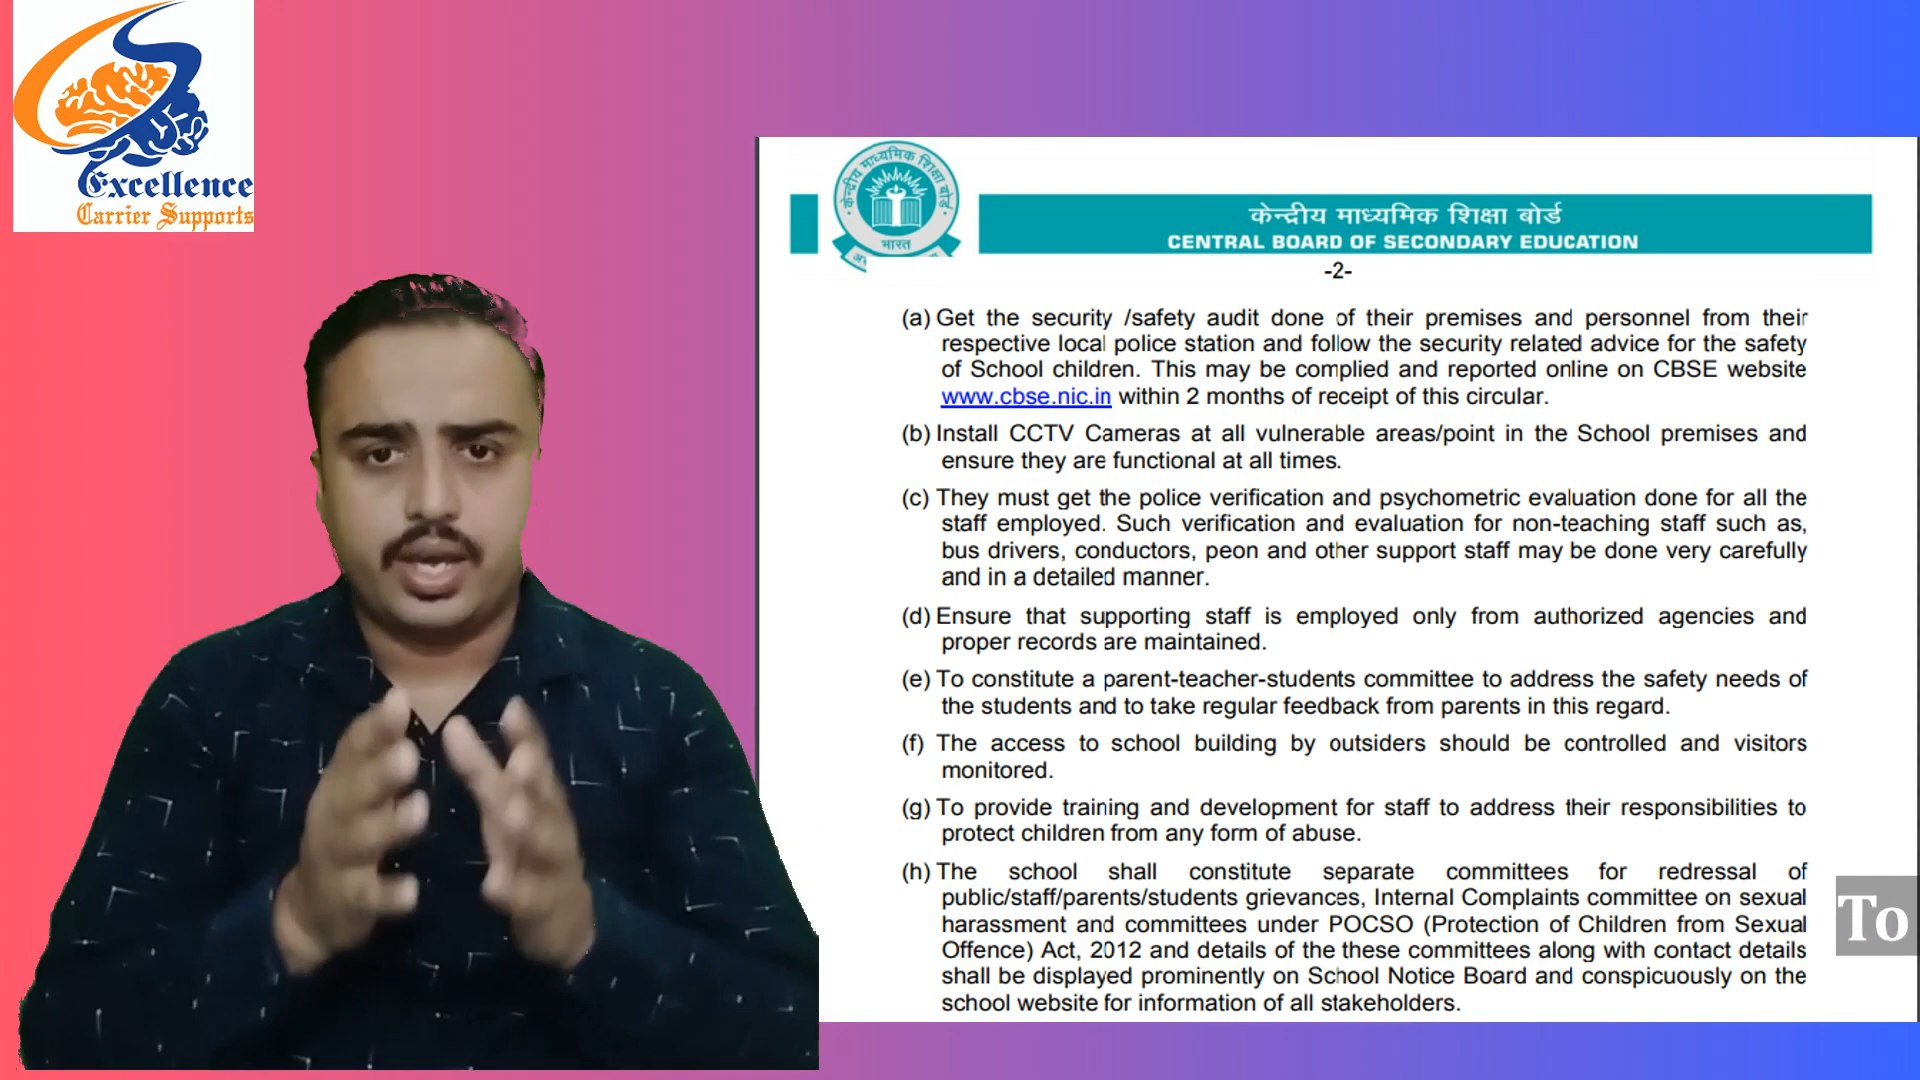 Excellence
Carrier Supports
केन्द्रीय माध्यमिक शिक्षा बोर्ड
भारत
केन्द्रीय माध्यमिक शिक्षा बोर्ड
CENTRAL BOARD OF SECONDARY EDUCATION
-2-
(a) Get the security /safety audit done of their premises and personnel from their
respective local police station and follow the security related advice for the safety
of School children. This may be complied and reported online on CBSE website
www.cbse.nic.in within 2 months of receipt of this circular.
(b) Install CCTV Cameras at all vulnerable areas/point in the School premises and
ensure they are functional at all times.
(c) They must get the police verification and psychometric evaluation done for all the
staff employed. Such verification and evaluation for non-teaching staff such as,
bus drivers, conductors, peon and other support staff may be done very carefully
and in a detailed manner.
(d) Ensure that supporting staff is employed only from authorized agencies and
proper records are maintained.
(e) To constitute a parent-teacher-students committee to address the safety needs of
the students and to take regular feedback from parents in this regard.
(f) The access to school building by outsiders should be controlled and visitors
monitored.
(g) To provide training and development for staff to address their responsibilities to
protect children from any form of abuse.
(h) The school shall constitute separate committees for redressal of
public/staff/parents/students grievances, Internal Complaints committee on sexual
harassment and committees under POCSO (Protection of Children from Sexual
Offence) Act, 2012 and details of the these committees along with contact details
shall be displayed prominently on School Notice Board and conspicuously on the
school website for information of all stakeholders.
To